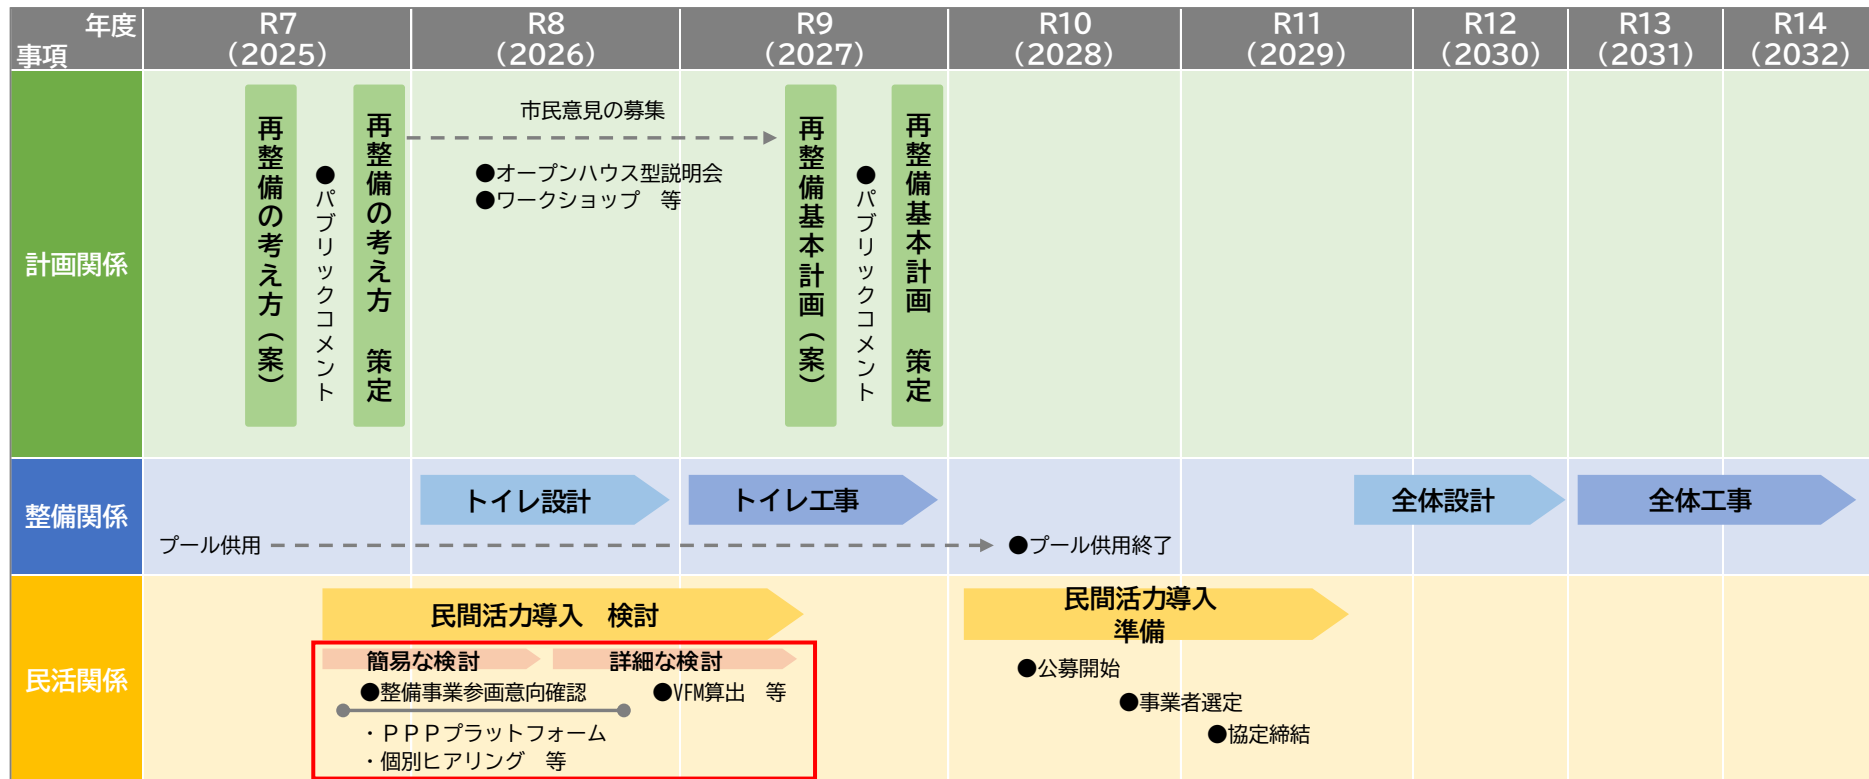 年度
事項
R7
(2025)
R8
(2026)
R9
(2027)
R10
(2028)
R11
(2029)
R12
(2030)
R13
(2031)
R14
(2032)
計画関係
再整備の考え方(案)
●パブリックコメント
再整備の考え方 策定
市民意見の募集
●オープンハウス型説明会
●ワークショップ 等
再整備基本計画(案)
●パブリックコメント
再整備基本計画 策定
整備関係
トイレ設計
トイレ工事
全体設計
全体工事
プール供用
●プール供用終了
民活関係
民間活力導入 検討
簡易な検討
詳細な検討
●整備事業参画意向確認
●VFM算出 等
・ＰＰＰプラットフォーム
・個別ヒアリング 等
民間活力導入
準備
●公募開始
●事業者選定
●協定締結